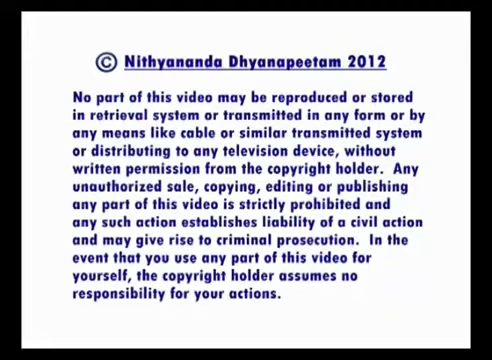 © Nithyananda Dhyanapeetam 2012
No part of this video may be reproduced or stored
in retrieval system or transmitted in any form or by
any means like cable or similar transmitted system
or distributing to any television device, without
written permission from the copyright holder. Any
unauthorized sale, copying, editing or publishing
any part of this video is strictly prohibited and
any such action establishes liability of a civil action
and may give rise to criminal prosecution. In the
event that you use any part of this video for
yourself, the copyright holder assumes no
responsibility for your actions.